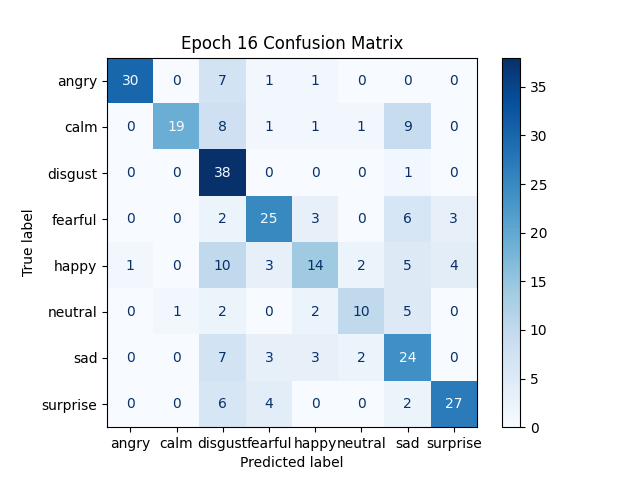 Epoch 16 Confusion Matrix
angry 30 0 7 1 1 0 0 0
calm 0 19 8 1 1 1 9 0
disgust 0 0 38 0 0 0 1 0
fearful 0 0 2 25 3 0 6 3
happy 1 0 10 3 14 2 5 4
neutral 0 1 2 0 2 10 5 0
sad 0 0 7 3 3 2 24 0
surprise 0 0 6 4 0 0 2 27
angry calm disgust fearful happy neutral sad surprise
Predicted label
True label
35
30
25
20
15
10
5
0